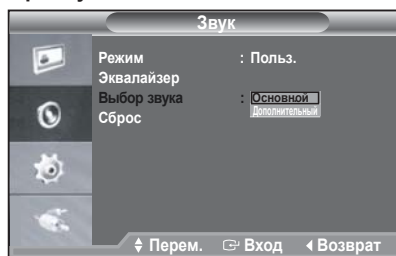 Звук
Режим : Польз.
Эквалайзер
Выбор звука : Основной
Дополнительный
Сброс
Перем. Вход Возврат